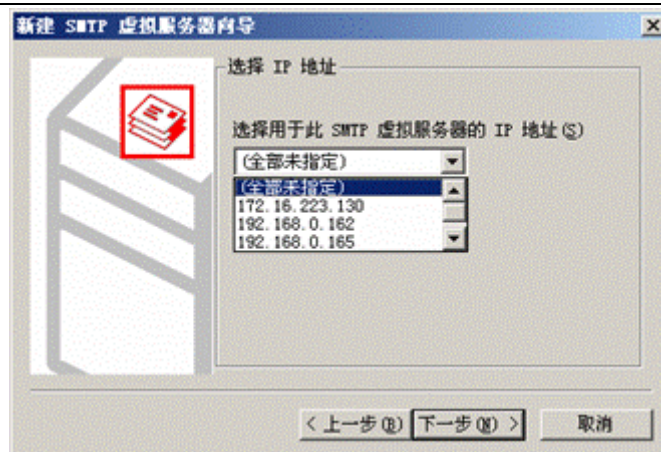 新建 SMTP 虚拟服务器向导
选择 IP 地址
选择用于此 SMTP 虚拟服务器的 IP 地址(S)
(全部未指定)
(全部未指定)
172.16.223.130
192.168.0.162
192.168.0.165
< 上一步(B)
下一步(N) >
取消